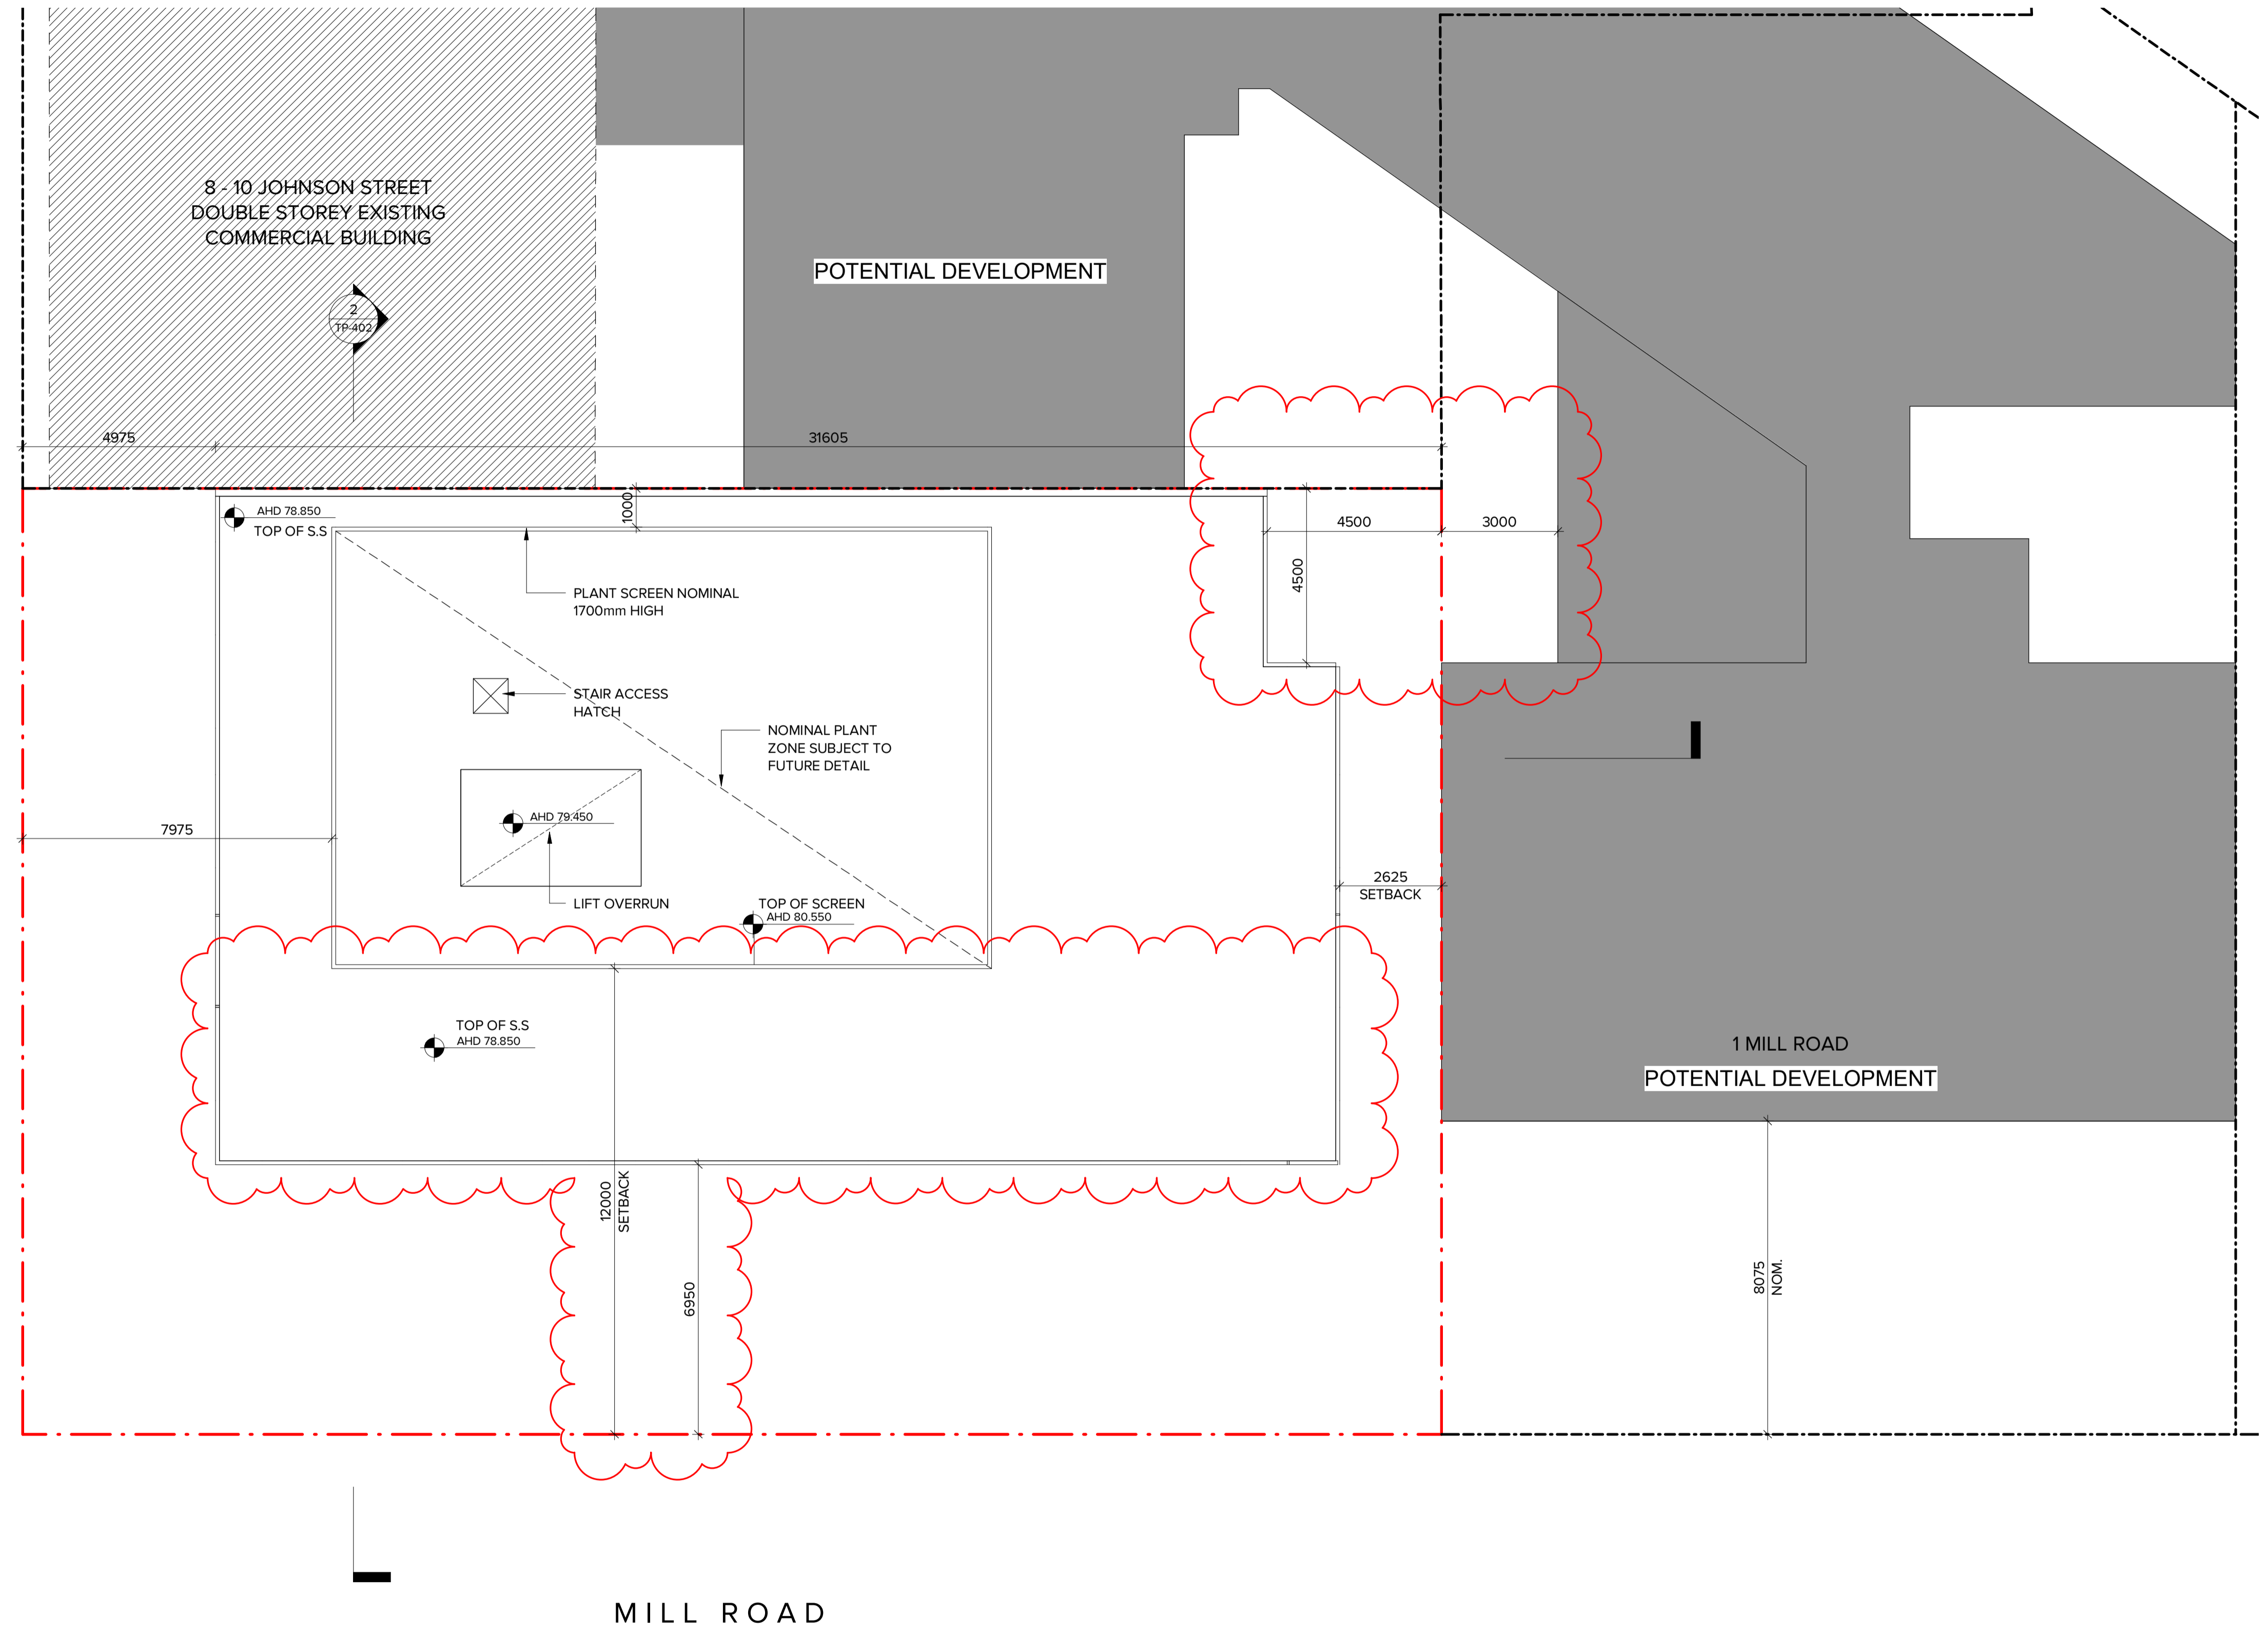 8 - 10 JOHNSON STREET
DOUBLE STOREY EXISTING
COMMERCIAL BUILDING
POTENTIAL DEVELOPMENT
2
TP-402
4975
31605
AHD 78.850
TOP OF S.S
1000
4500
3000
4500
PLANT SCREEN NOMINAL
1700mm HIGH
STAIR ACCESS
HATCH
NOMINAL PLANT
ZONE SUBJECT TO
FUTURE DETAIL
AHD 79.450
7975
LIFT OVERRUN
TOP OF SCREEN
AHD 80.550
2625
SETBACK
TOP OF S.S
AHD 78.850
1 MILL ROAD
POTENTIAL DEVELOPMENT
12000
SETBACK
6950
8075
NOM.
MILL ROAD